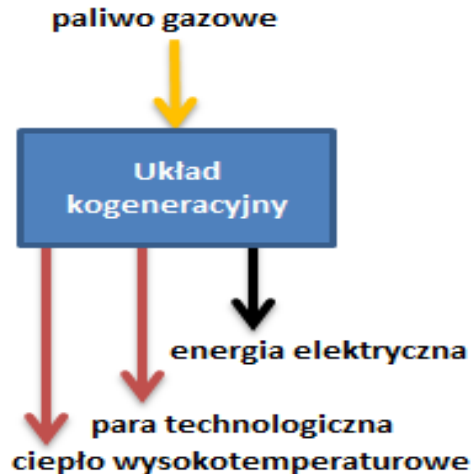 paliwo gazowe
Układ
kogeneracyjny
energia elektryczna
para technologiczna
ciepło wysokotemperaturowe